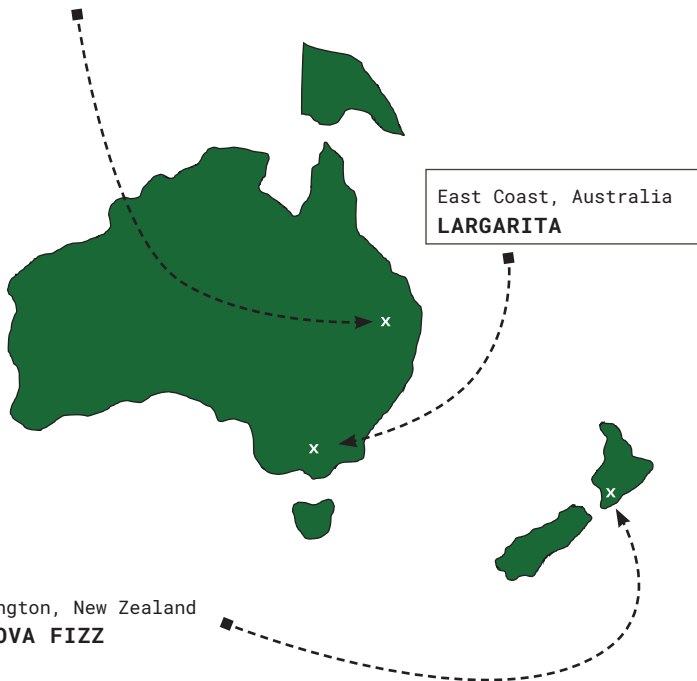 East Coast, Australia
LARGARITA
x
x
x
ngton, New Zealand
OVA FIZZ